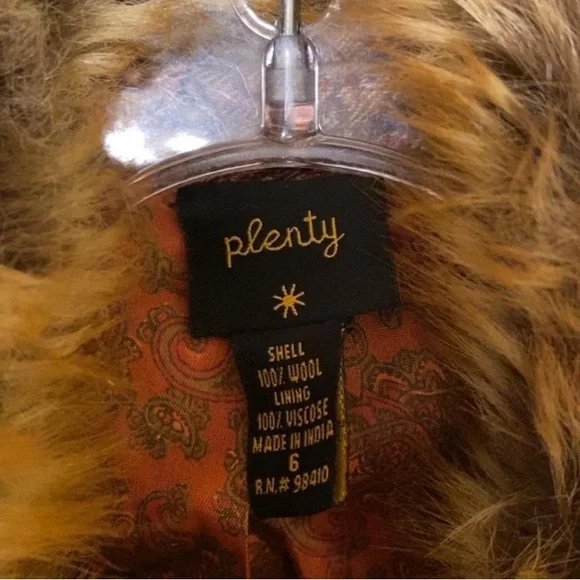 plenty
SHELL
100% WOOL
LINING
100% VISCOSE
MADE IN INDIA
6
R.N.# 98410